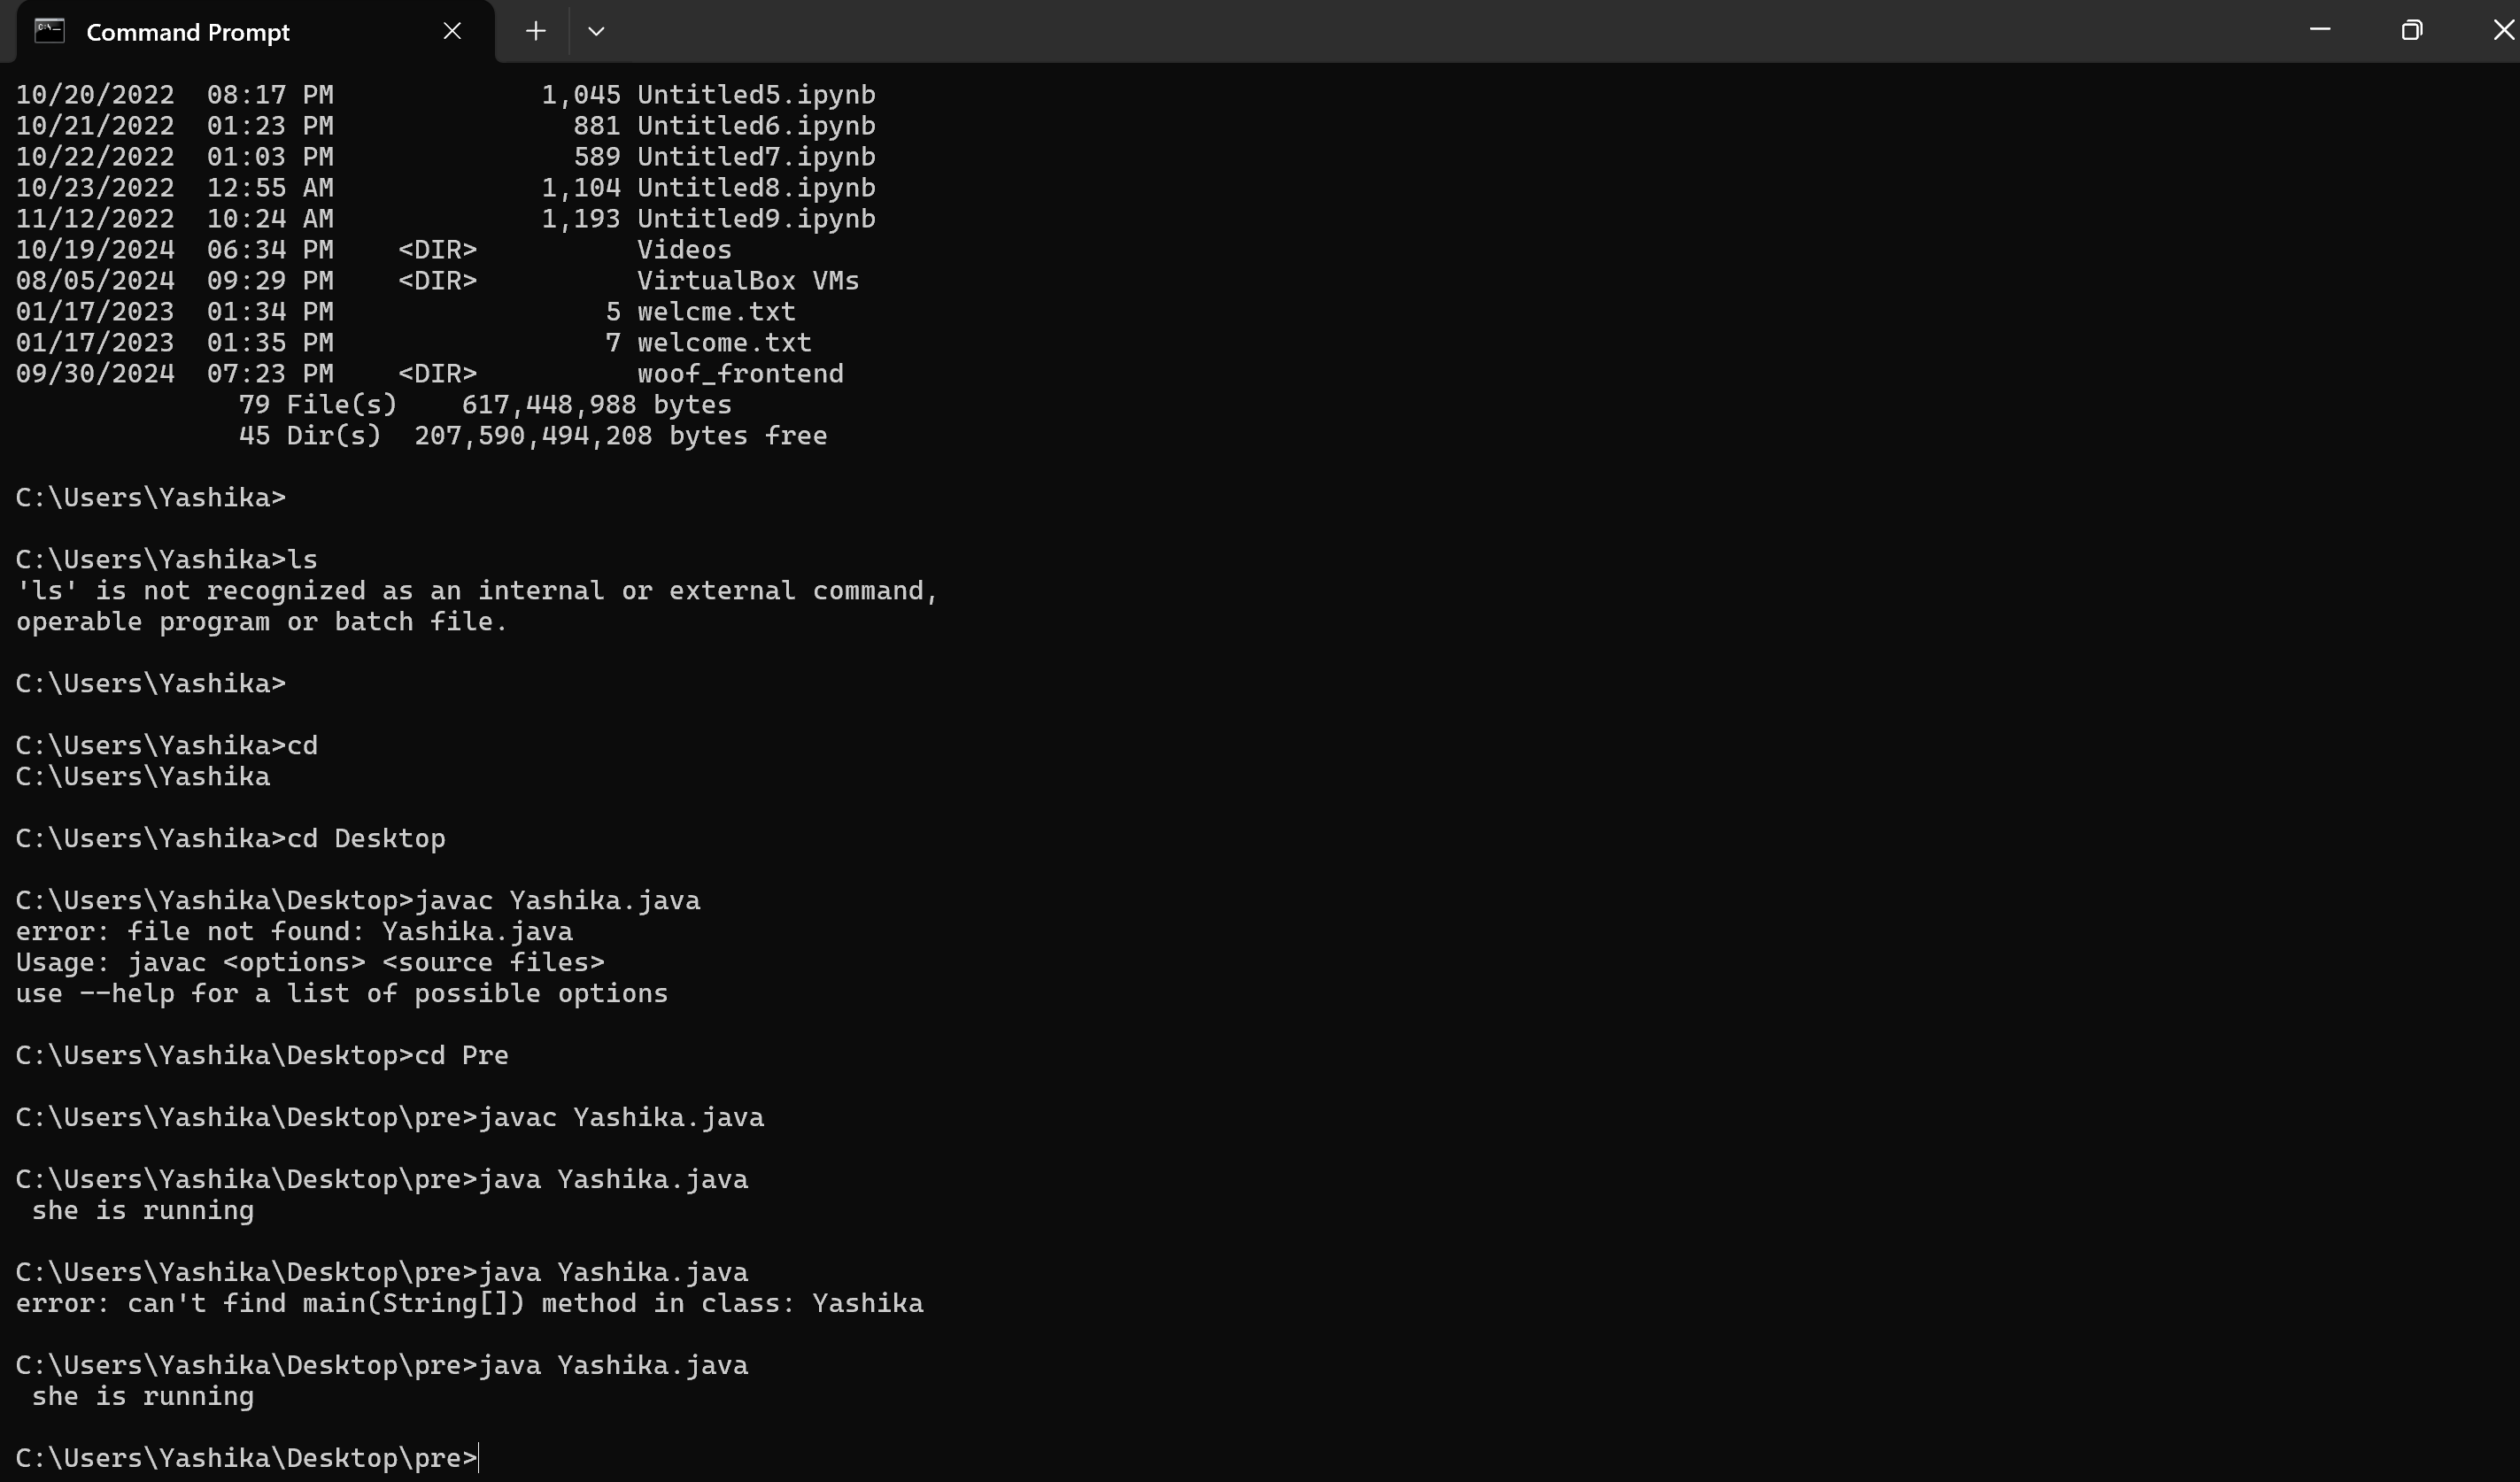 Command Prompt
10/20/2022  08:17 PM             1,045 Untitled5.ipynb
10/21/2022  01:23 PM               881 Untitled6.ipynb
10/22/2022  01:03 PM               589 Untitled7.ipynb
10/23/2022  12:55 AM             1,104 Untitled8.ipynb
11/12/2022  10:24 AM             1,193 Untitled9.ipynb
10/19/2024  06:34 PM    <DIR>          Videos
08/05/2024  09:29 PM    <DIR>          VirtualBox VMs
01/17/2023  01:34 PM                 5 welcme.txt
01/17/2023  01:35 PM                 7 welcome.txt
09/30/2024  07:23 PM    <DIR>          woof_frontend
              79 File(s)    617,448,988 bytes
              45 Dir(s)  207,590,494,208 bytes free
C:\Users\Yashika>
C:\Users\Yashika>ls
'ls' is not recognized as an internal or external command,
operable program or batch file.
C:\Users\Yashika>
C:\Users\Yashika>cd
C:\Users\Yashika
C:\Users\Yashika>cd Desktop
C:\Users\Yashika\Desktop>javac Yashika.java
error: file not found: Yashika.java
Usage: javac <options> <source files>
use --help for a list of possible options
C:\Users\Yashika\Desktop>cd Pre
C:\Users\Yashika\Desktop\pre>javac Yashika.java
C:\Users\Yashika\Desktop\pre>java Yashika.java
 she is running
C:\Users\Yashika\Desktop\pre>java Yashika.java
error: can't find main(String[]) method in class: Yashika
C:\Users\Yashika\Desktop\pre>java Yashika.java
 she is running
C:\Users\Yashika\Desktop\pre>